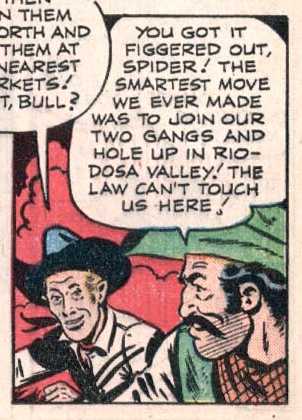 THEN
N THEM
ORTH AND
THEM AT
NEAREST
RKETS!
T, BULL?
YOU GOT IT
FIGGERED OUT,
SPIDER! THE
SMARTEST MOVE
WE EVER MADE
WAS TO JOIN OUR
TWO GANGS AND
HOLE UP IN RIO-
DOSA VALLEY! THE
LAW CAN'T TOUCH
US HERE!